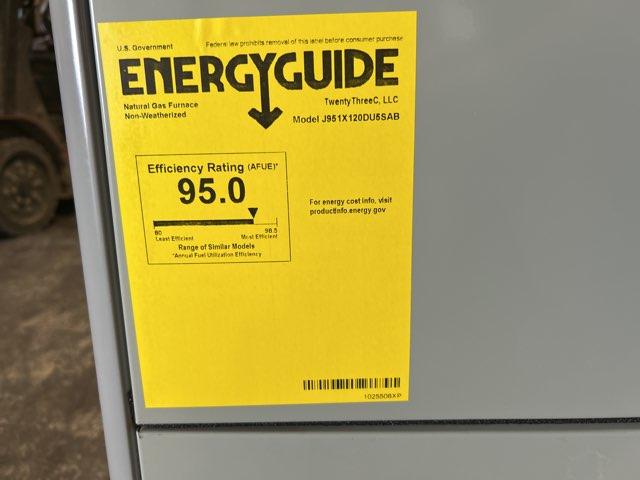 U.S. Government
Federal law prohibits removal of this label before consumer purchase
ENERGYGUIDE
Natural Gas Furnace
Non-Weatherized
TwentyThreeC, LLC
Model J951X120DU5SAB
Efficiency Rating (AFUE)*
95.0
80
98.5
Least Efficient
Most Efficient
Range of Similar Models
*Annual Fuel Utilization Efficiency
For energy cost info, visit
productinfo.energy.gov
1025508XP